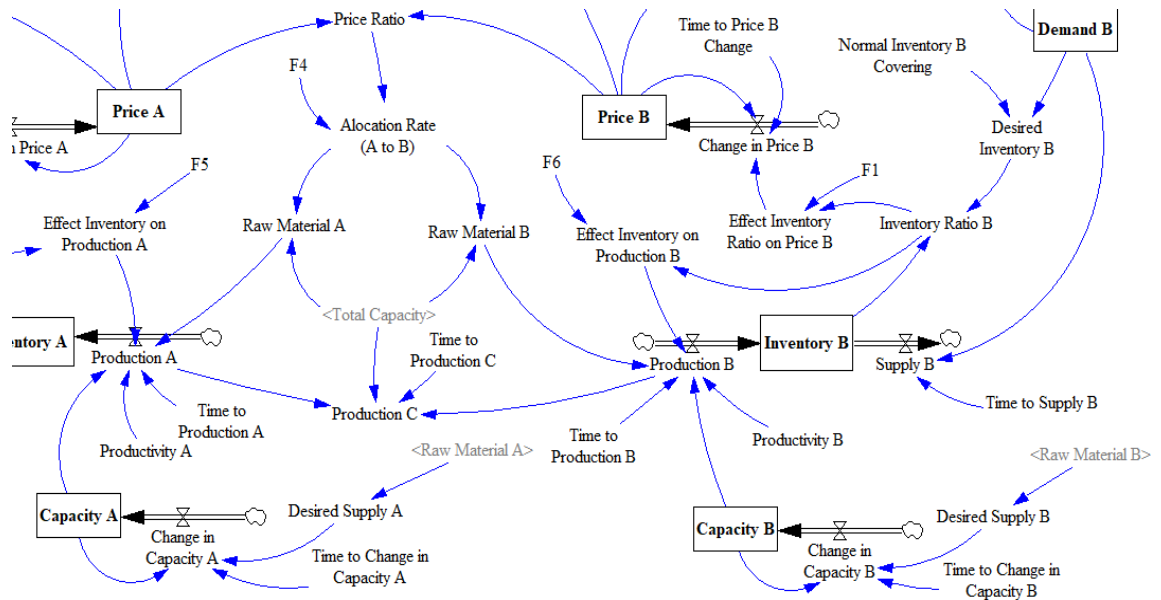 Price Ratio
Time to Price B
Change
Demand B
Normal Inventory B
Covering
F4
Price A
Price B
Alocation Rate
(A to B)
Change in Price B
Desired
Inventory B
Price A
F5
F6
F1
Effect Inventory on
Production A
Raw Material A
Raw Material B
Effect Inventory on
Production B
Effect Inventory
Ratio on Price B
Inventory Ratio B
<Total Capacity>
entory A
Production A
Time to
Production C
Production B
Inventory B
Supply B
Production C
Time to
Production A
Productivity A
Time to
Production B
Productivity B
Time to Supply B
<Raw Material A>
<Raw Material B>
Capacity A
Change in
Capacity A
Desired Supply A
Time to Change in
Capacity A
Capacity B
Change in
Capacity B
Desired Supply B
Time to Change in
Capacity B